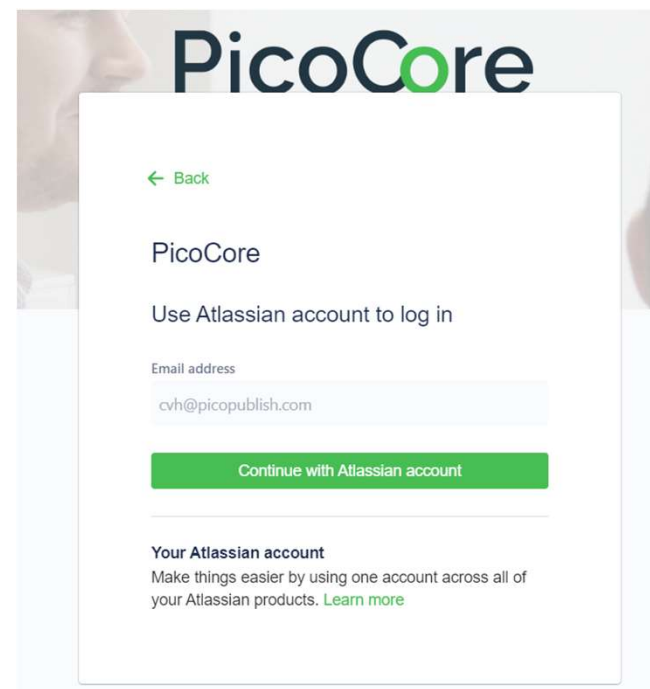 PicoCore
← Back
PicoCore
Use Atlassian account to log in
Email address
cvh@picopublish.com
Continue with Atlassian account
Your Atlassian account
Make things easier by using one account across all of
your Atlassian products. Learn more